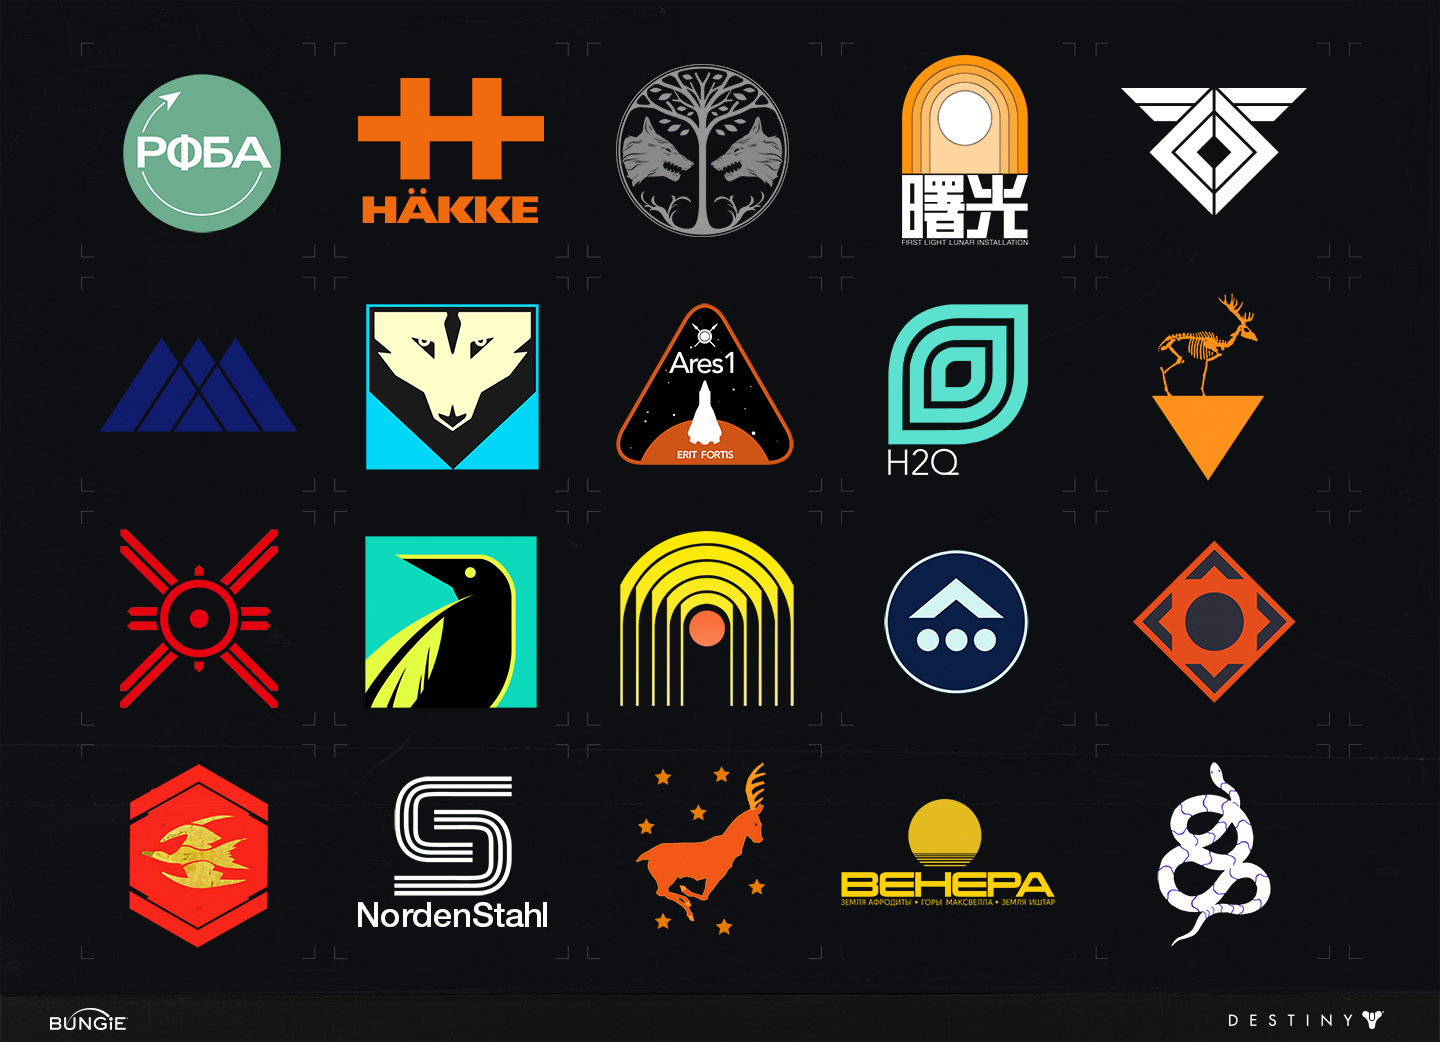 РФБА
HÄKKE
曙光
FIRST LIGHT LUNAR INSTALLATION
Ares1
ERIT FORTIS
H2Q
NordenStahl
ВЕНЕРА
ЗЕМЛЯ АФРОДИТЫ • ГОРЫ МАКСВЕЛЛА • ЗЕМЛЯ ИШТАР
BUNGiE
DESTINY